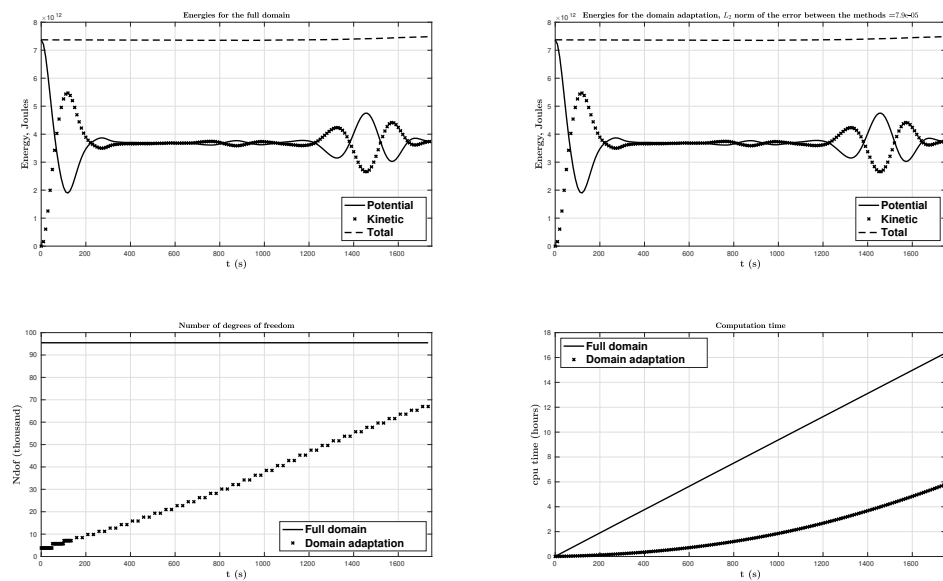 Energies for the full domain
×10 12
8
7
6
5
4
3
2
1
0
Energy, Joules
Potential
Kinetic
Total
0 200 400 600 800 1000 1200 1400 1600
t (s)
Energies for the domain adaptation, L2 norm of the error between the methods =7.9e-05
×10 12
8
7
6
5
4
3
2
1
0
Energy, Joules
Potential
Kinetic
Total
0 200 400 600 800 1000 1200 1400 1600
t (s)
Number of degrees of freedom
100
90
80
70
60
50
40
30
20
10
0
Ndof (thousand)
Full domain
Domain adaptation
0 200 400 600 800 1000 1200 1400 1600
t (s)
Computation time
18
16
14
12
10
8
6
4
2
0
cpu time (hours)
Full domain
Domain adaptation
0 200 400 600 800 1000 1200 1400 1600
t (s)